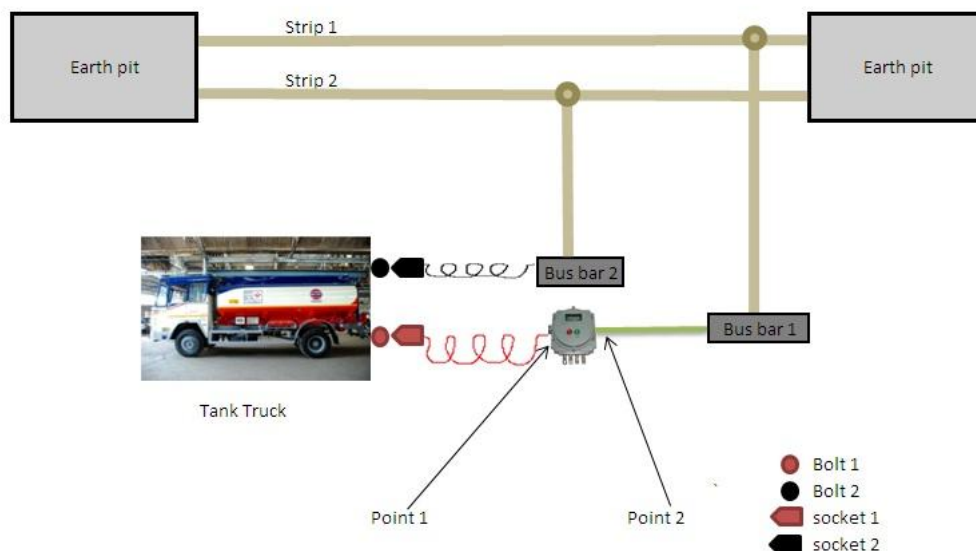 Strip 1
Earth pit
Earth pit
Strip 2
Bus bar 2
Bus bar 1
Tank Truck
Bolt 1
Bolt 2
Point 1
Point 2
socket 1
socket 2